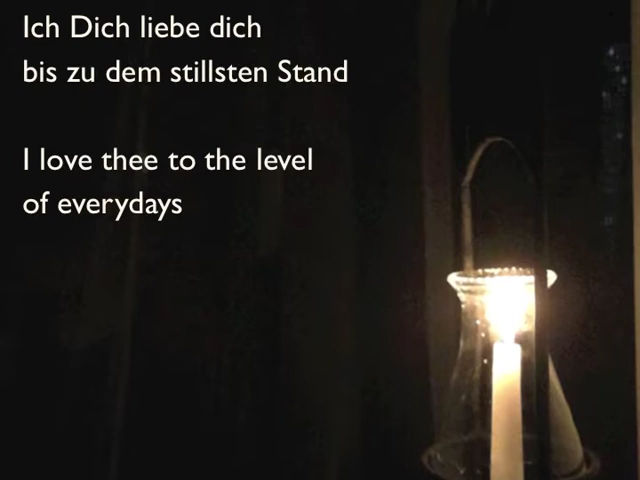 Ich Dich liebe dich
bis zu dem stillsten Stand
I love thee to the level
of everydays